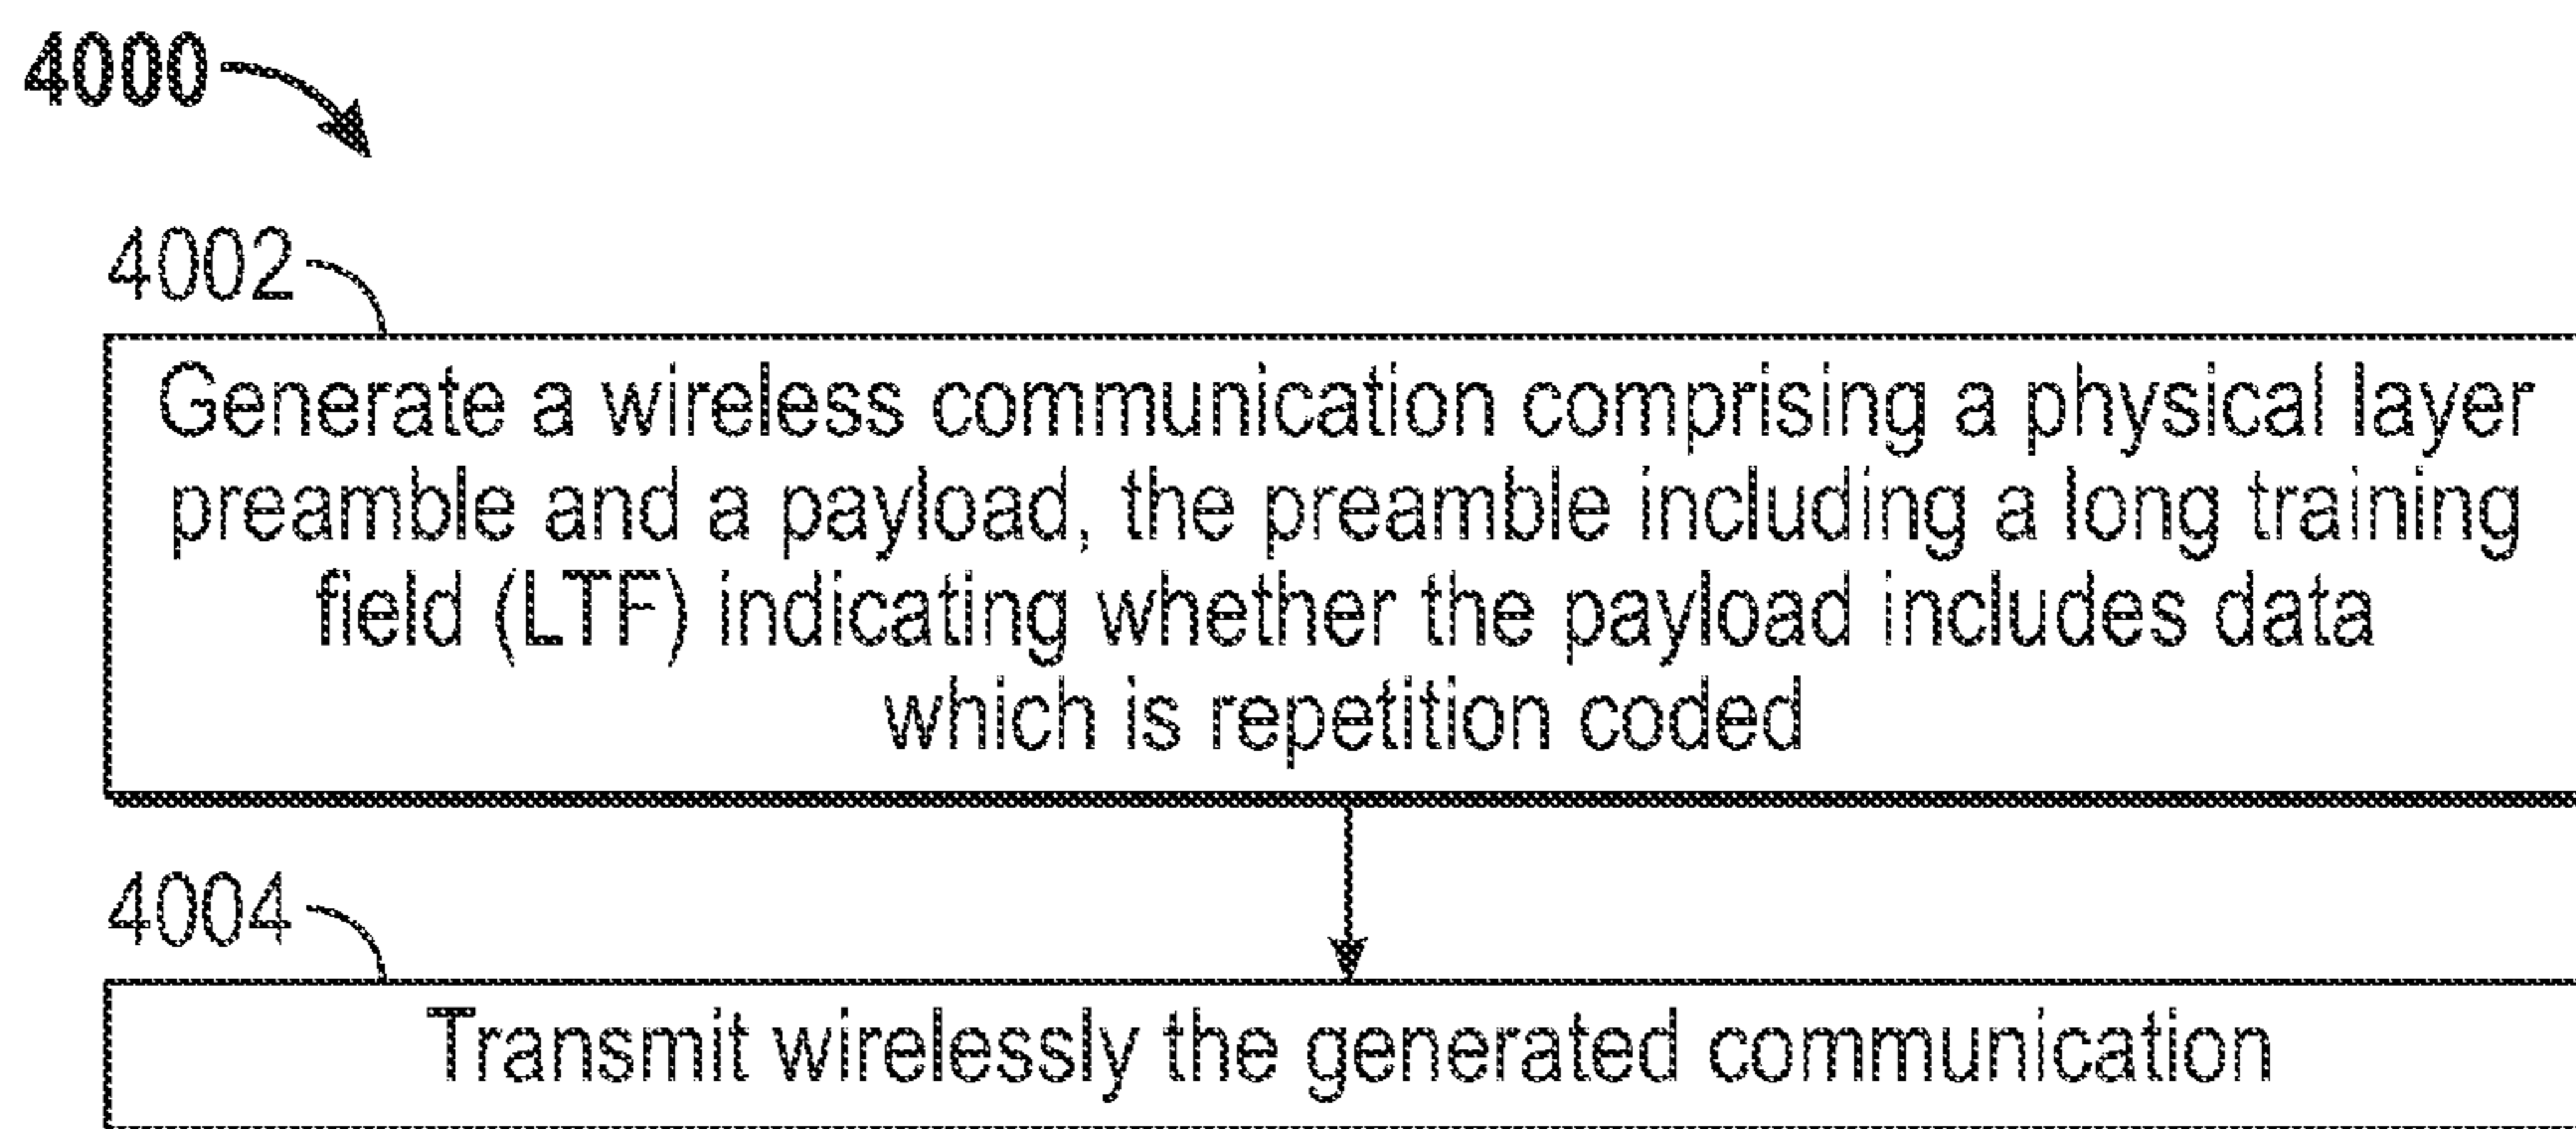 4000
4002
Generate a wireless communication comprising a physical layer
preamble and a payload, the preamble including a long training
field (LTF) indicating whether the payload includes data
which is repetition coded
4004
Transmit wirelessly the generated communication